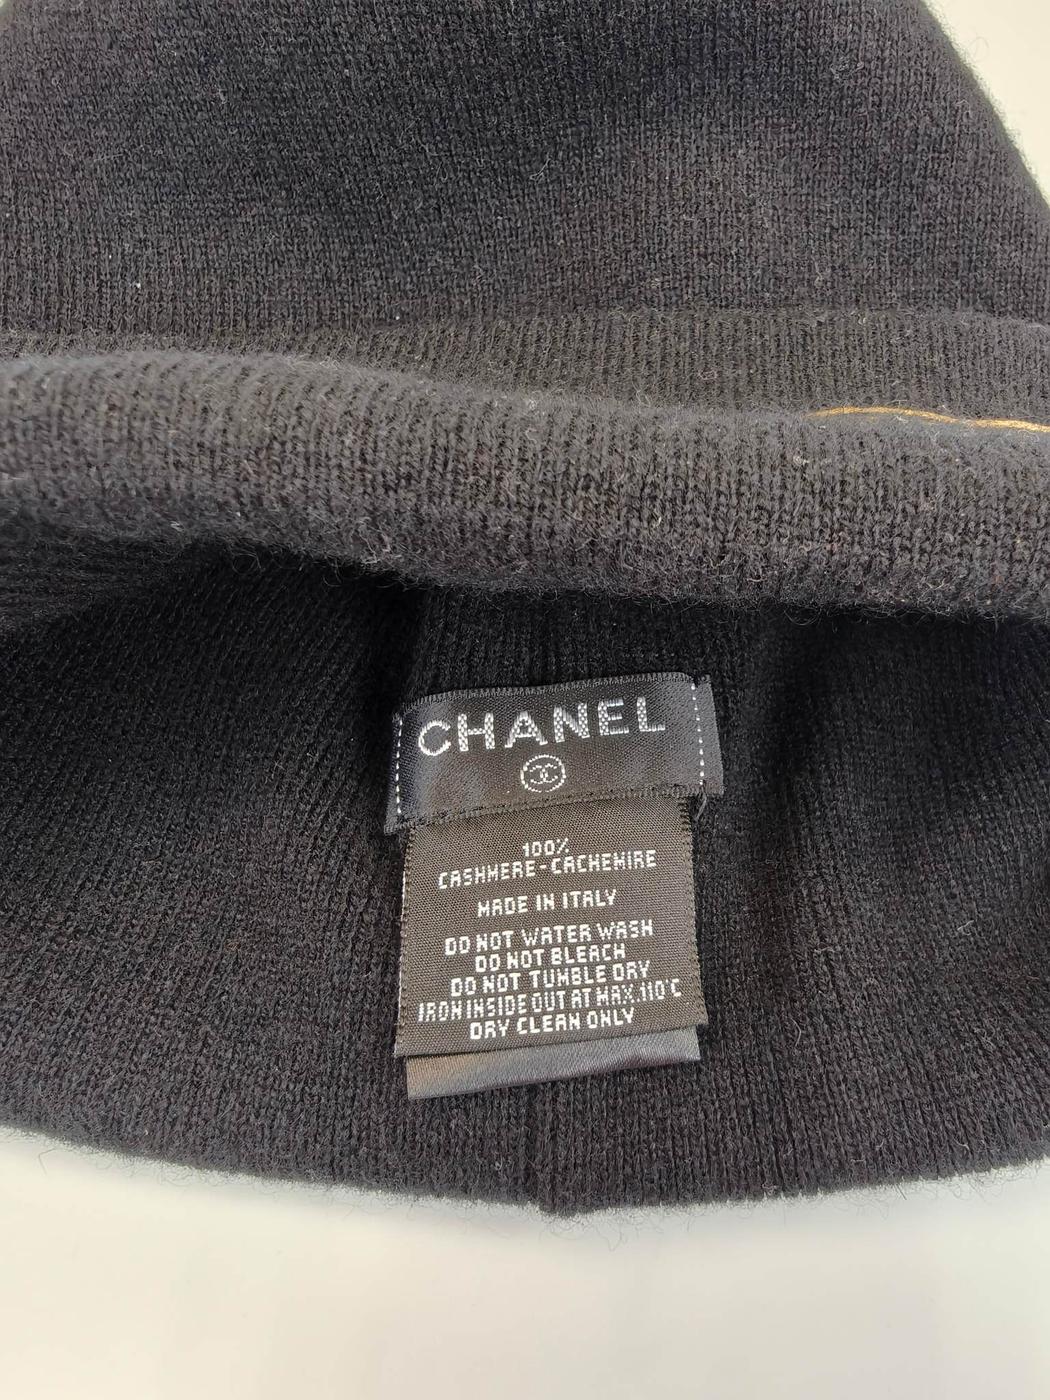 CHANEL
100%
CASHMERE-CACHEMIRE
MADE IN ITALY
DO NOT WATER WASH
DO NOT BLEACH
DO NOT TUMBLE DRY
IRON INSIDE OUT AT MAX.110°C
DRY CLEAN ONLY